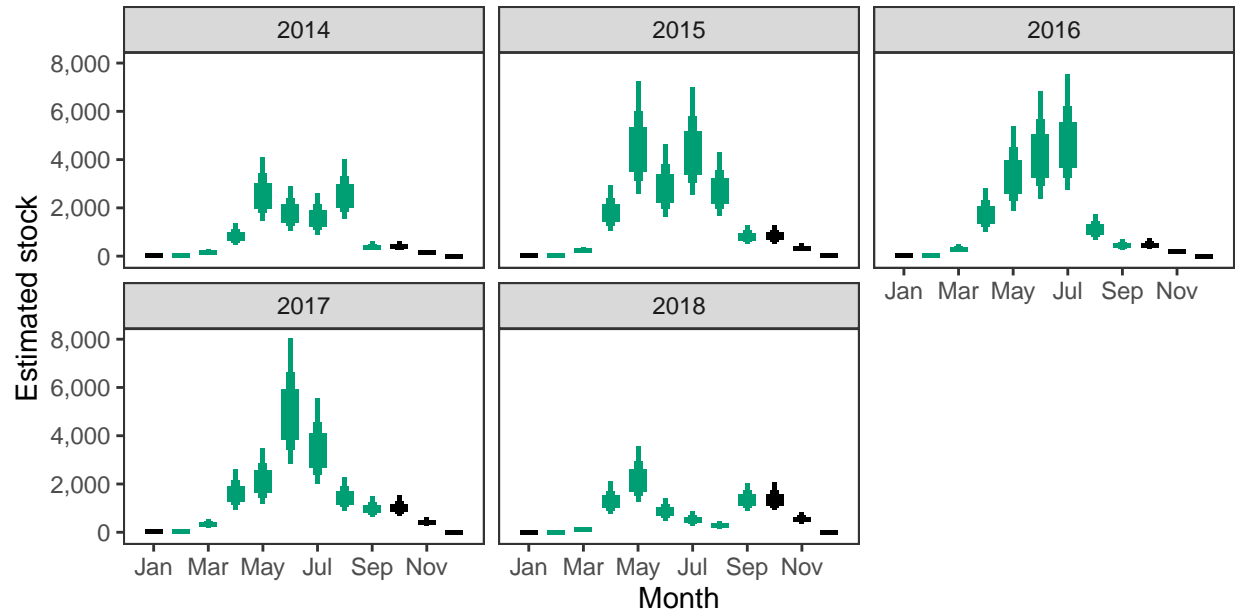 2014 2015 2016
8,000
6,000
4,000
2,000
0
Jan Mar May Jul Sep Nov
2017 2018
8,000
6,000
4,000
2,000
0
Jan Mar May Jul Sep Nov Jan Mar May Jul Sep Nov
Estimated stock
Month